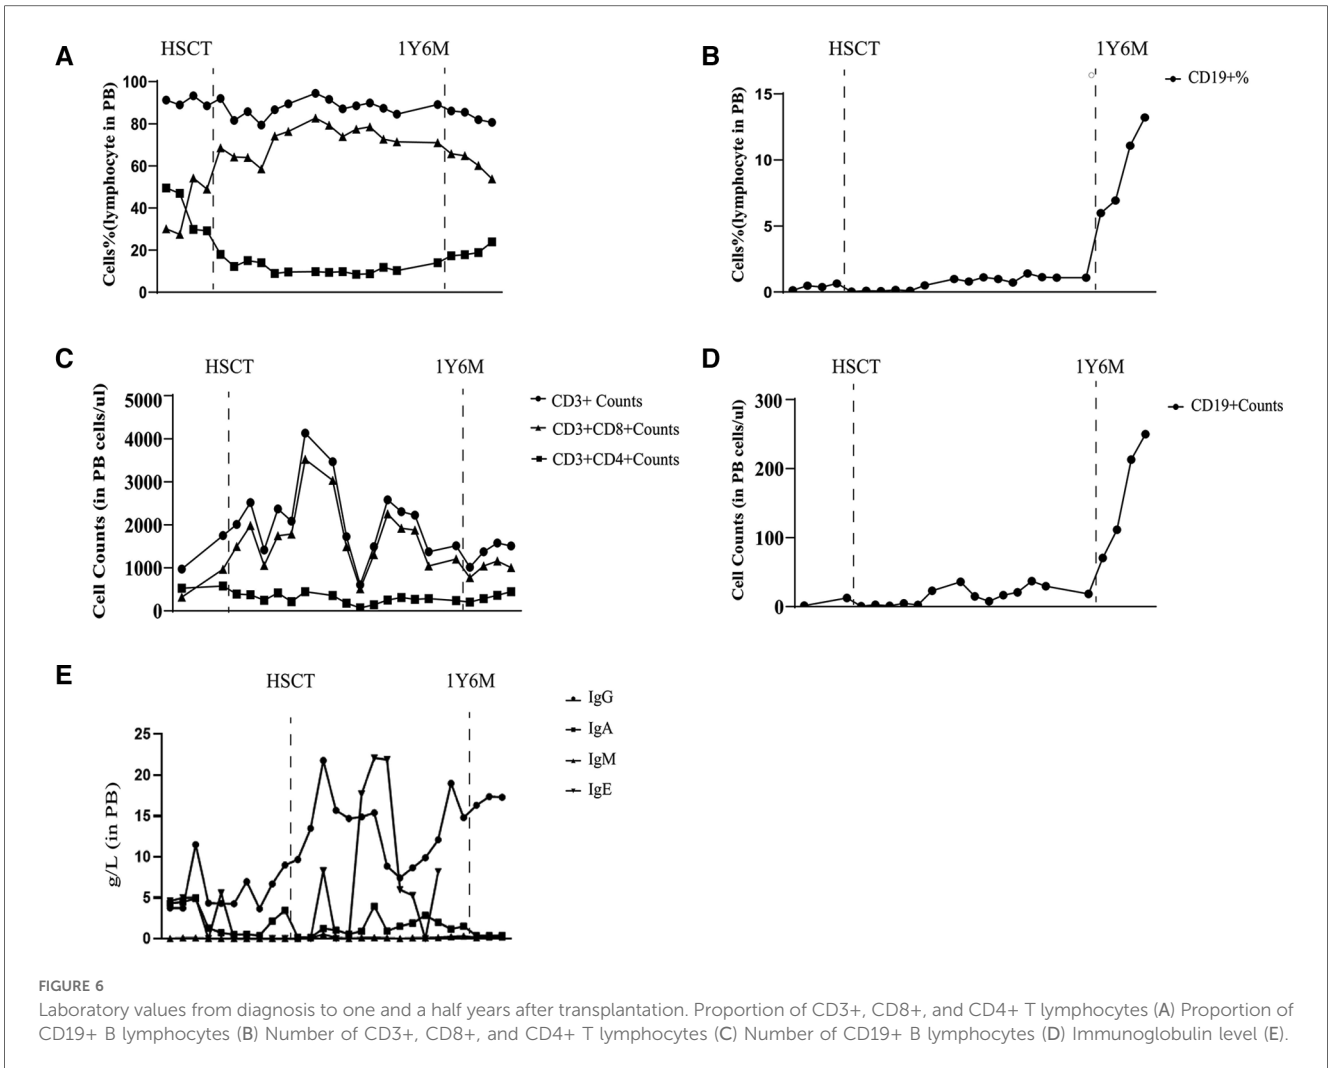 A
HSCT
1Y6M
100
80
60
40
20
0
Cells%(lymphocyte in PB)
B
HSCT
1Y6M
CD19+%
15
10
5
0
Cells%(lymphocyte in PB)
C
HSCT
1Y6M
5000
4000
3000
2000
1000
0
Cell Counts (in PB cells/ul)
CD3+ Counts
CD3+CD8+Counts
CD3+CD4+Counts
D
HSCT
1Y6M
300
200
100
0
Cell Counts (in PB cells/ul)
CD19+Counts
E
HSCT
1Y6M
25
20
15
10
5
0
g/L (in PB)
IgG
IgA
IgM
IgE
FIGURE 6
Laboratory values from diagnosis to one and a half years after transplantation. Proportion of CD3+, CD8+, and CD4+ T lymphocytes (A) Proportion of
CD19+ B lymphocytes (B) Number of CD3+, CD8+, and CD4+ T lymphocytes (C) Number of CD19+ B lymphocytes (D) Immunoglobulin level (E).